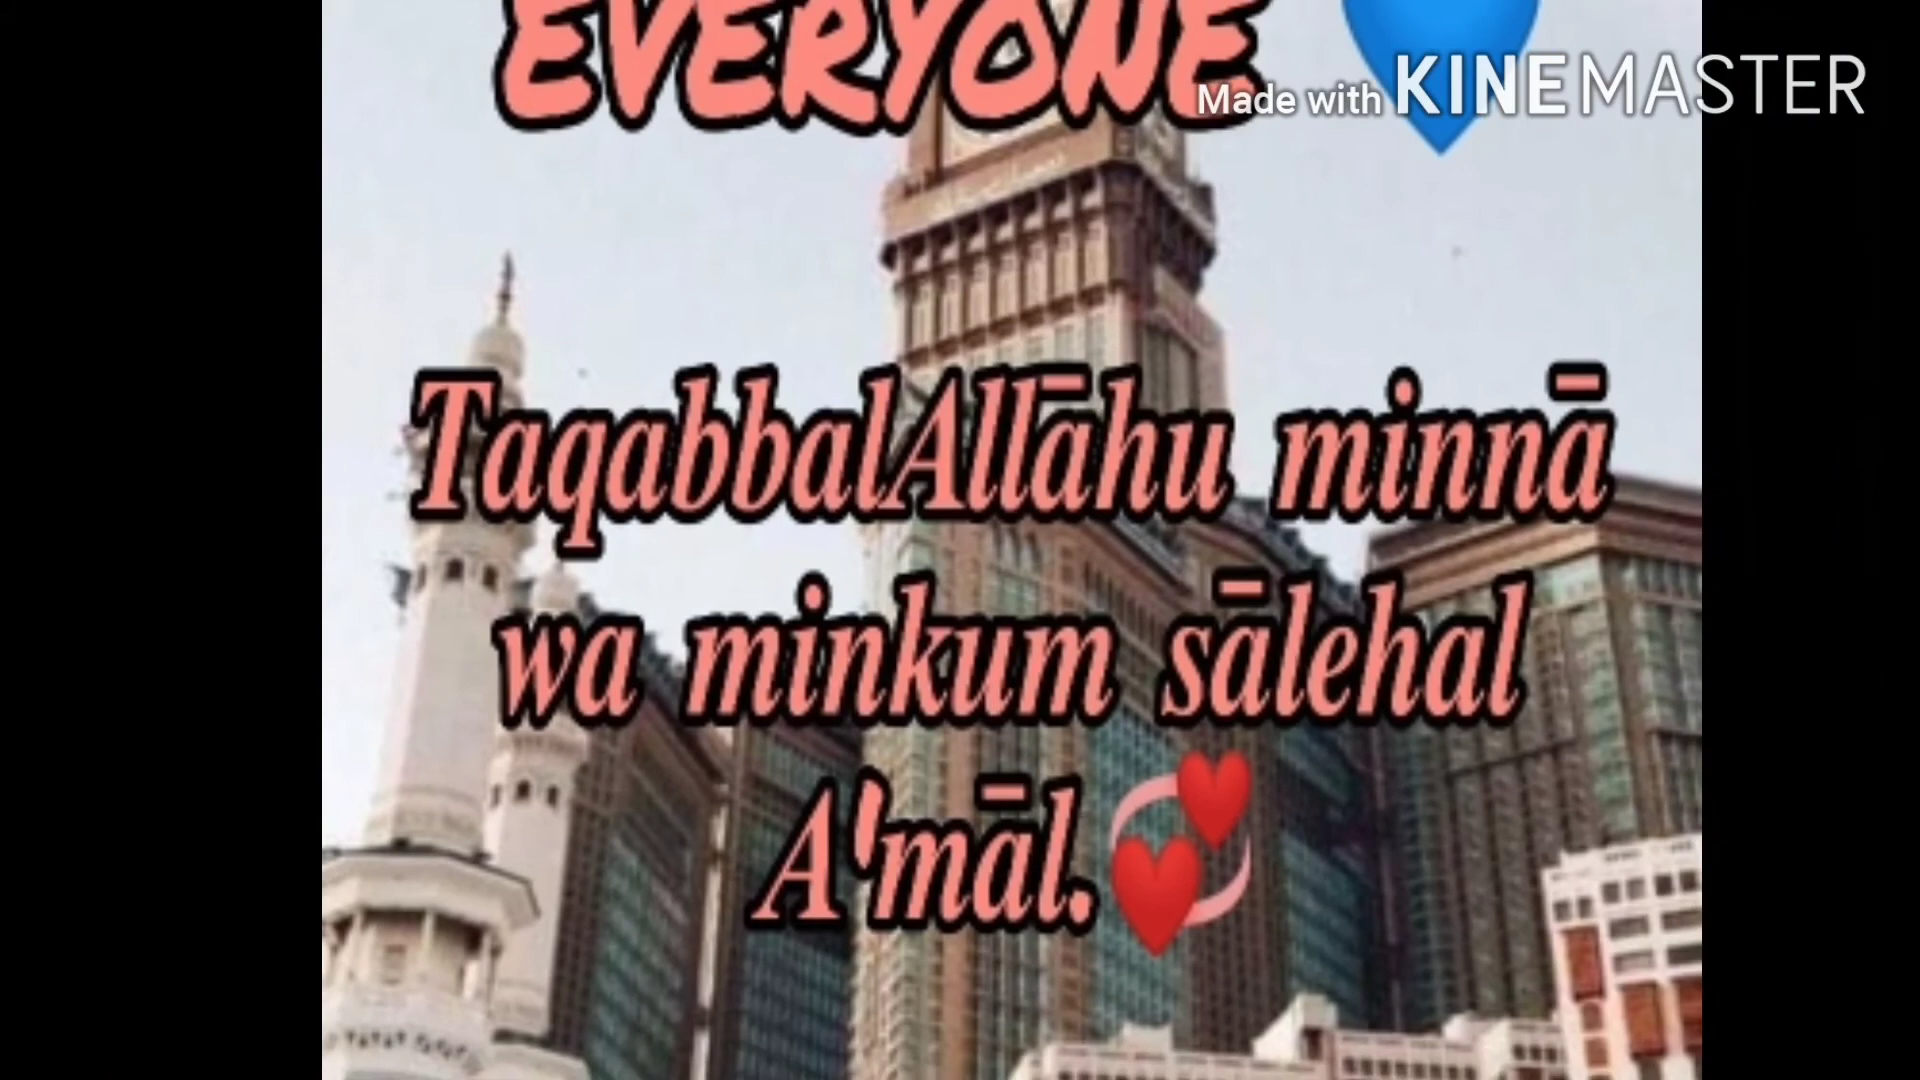 EVERYONE 💙
Made with KINEMASTER
TaqabbalAllāhu minnā
wa minkum sālehal
A'māl.💞